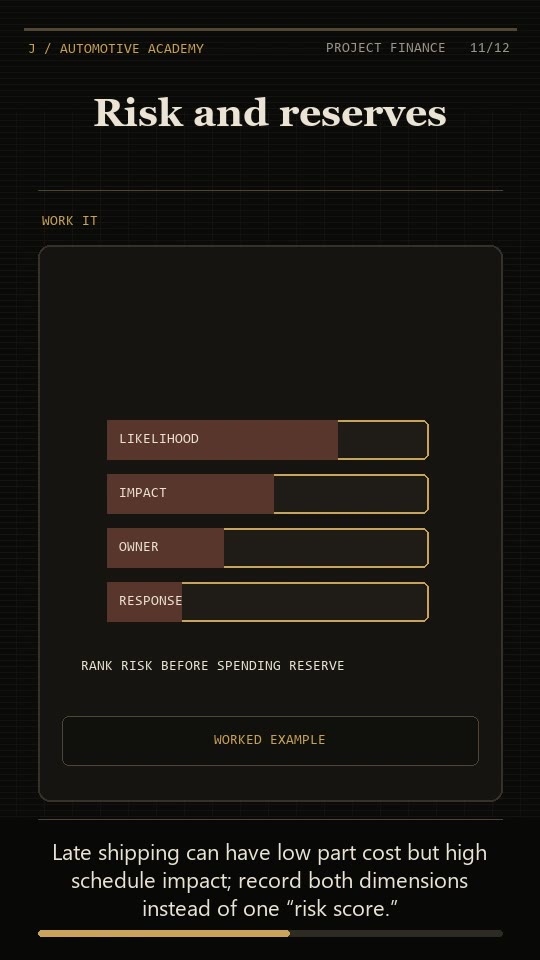 J / AUTOMOTIVE ACADEMY
PROJECT FINANCE 11/12
Risk and reserves
WORK IT
LIKELIHOOD
IMPACT
OWNER
RESPONSE
RANK RISK BEFORE SPENDING RESERVE
WORKED EXAMPLE
Late shipping can have low part cost but high
schedule impact; record both dimensions
instead of one “risk score.”